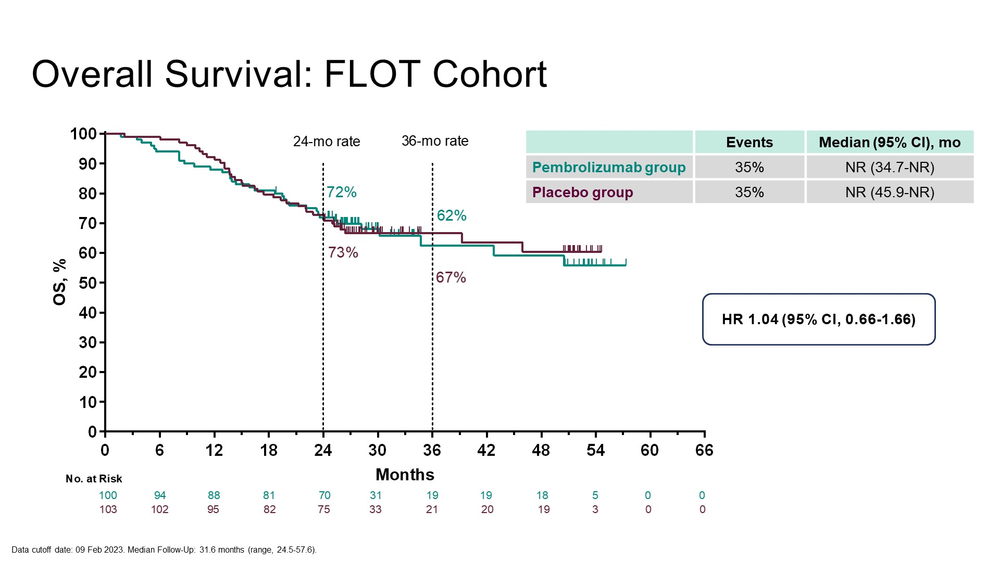 Overall Survival: FLOT Cohort
24-mo rate
36-mo rate
Events
Median (95% CI), mo
Pembrolizumab group 35% NR (34.7-NR)
Placebo group 35% NR (45.9-NR)
100
90
80
70
60
50
40
30
20
10
0
OS, %
72%
73%
62%
67%
HR 1.04 (95% CI, 0.66-1.66)
0 6 12 18 24 30 36 42 48 54 60 66
Months
No. at Risk
100 94 88 81 70 31 19 19 18 5 0 0
103 102 95 82 75 33 21 20 19 3 0 0
Data cutoff date: 09 Feb 2023. Median Follow-Up: 31.6 months (range, 24.5-57.6).